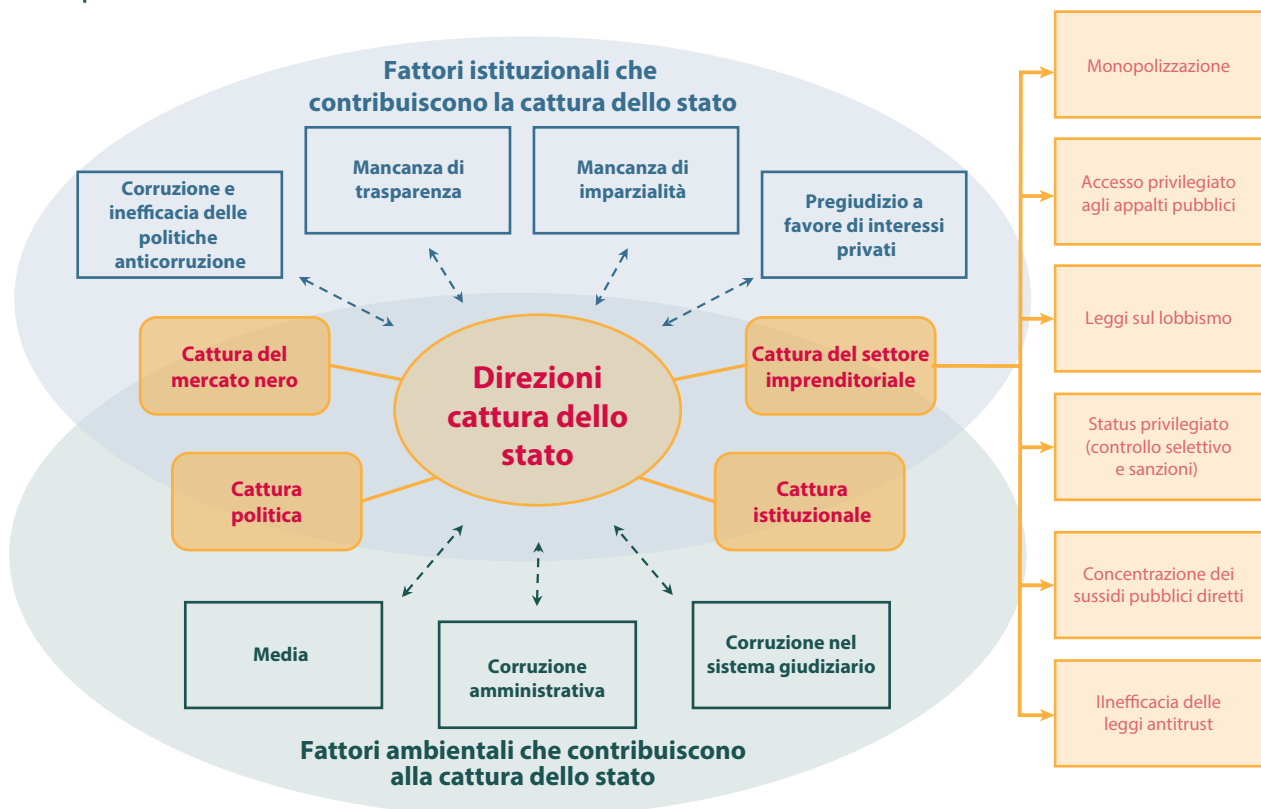 Fattori istituzionali che
contribuiscono la cattura dello stato
Corruzione e
inefficacia delle
politiche
anticorruzione
Mancanza di
trasparenza
Mancanza di
imparzialità
Pregiudizio a
favore di interessi
privati
Cattura del
mercato nero
Direzioni
cattura dello
stato
Cattura del settore
imprenditoriale
Cattura
politica
Cattura
istituzionale
Media
Corruzione
amministrativa
Corruzione nel
sistema giudiziario
Fattori ambientali che contribuiscono
alla cattura dello stato
Monopolizzazione
Accesso privilegiato
agli appalti pubblici
Leggi sul lobbismo
Status privilegiato
(controllo selettivo
e sanzioni)
Concentrazione dei
sussidi pubblici diretti
IInefficacia delle
leggi antitrust